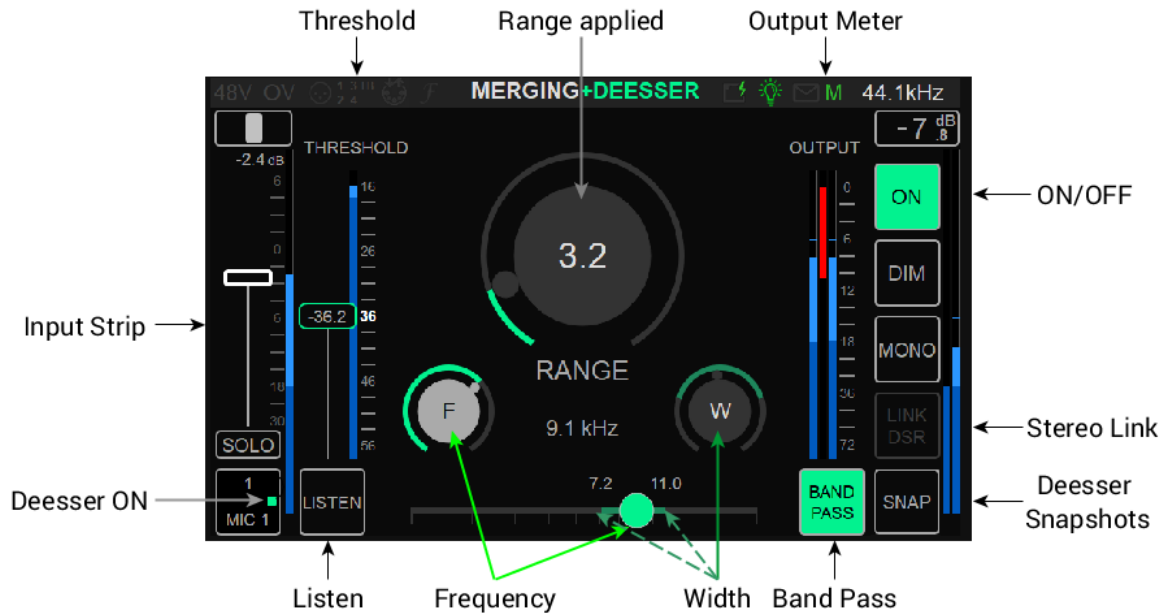 Threshold
Range applied
Output Meter
48V OV
MERGING+DEESSER
M
44.1kHz
-7 dB .8
-2.4 dB
THRESHOLD
OUTPUT
6
0
6
18
30
16
26
-36.2
36
46
56
3.2
RANGE
F
9.1 kHz
W
0
6
12
18
36
72
ON
ON/OFF
DIM
MONO
Input Strip
LINK
DSR
Stereo Link
SOLO
Deesser ON
1
MIC 1
LISTEN
7.2
11.0
BAND
PASS
SNAP
Deesser
Snapshots
Listen
Frequency
Width
Band Pass